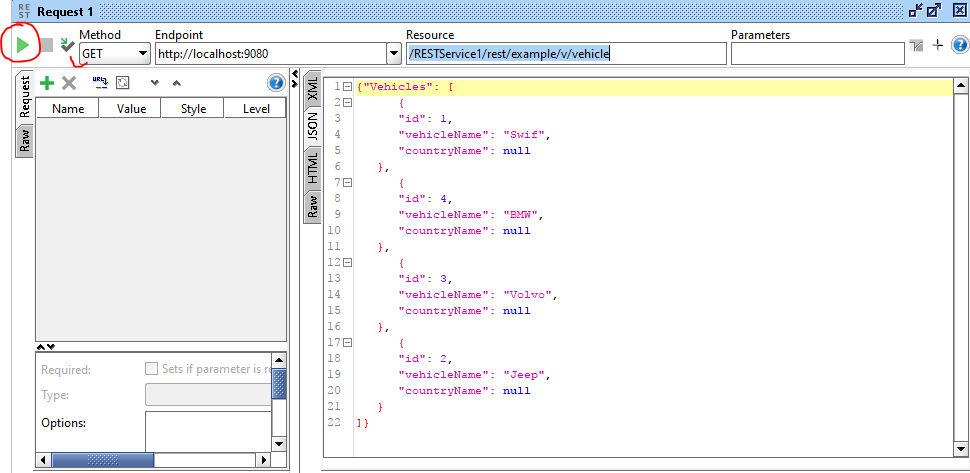 RE
ST
Request 1
Method
Endpoint
Resource
Parameters
GET
http://localhost:9080
/RESTService1/rest/example/v/vehicle
Request
Raw
Name Value Style Level
Required:
Sets if parameter is re
Type:
Options:
XML
JSON
HTML
Raw
1 {"Vehicles": [
2 {
3 "id": 1,
4 "vehicleName": "Swif",
5 "countryName": null
6 },
7 {
8 "id": 4,
9 "vehicleName": "BMW",
10 "countryName": null
11 },
12 {
13 "id": 3,
14 "vehicleName": "Volvo",
15 "countryName": null
16 },
17 {
18 "id": 2,
19 "vehicleName": "Jeep",
20 "countryName": null
21 }
22 ]}